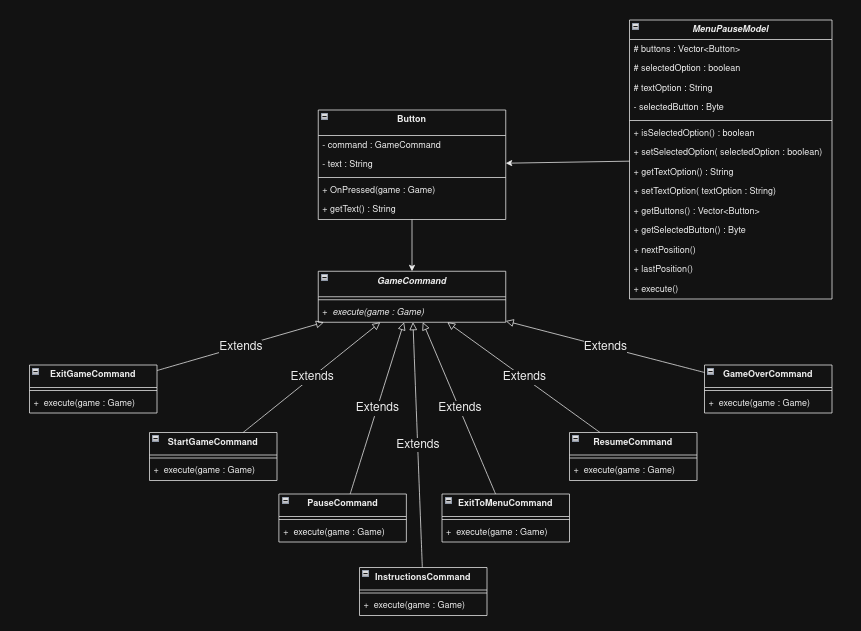 MenuPauseModel
# buttons : Vector<Button>
# selectedOption : boolean
# textOption : String
- selectedButton : Byte
+ isSelectedOption() : boolean
+ setSelectedOption( selectedOption : boolean)
+ getTextOption() : String
+ setTextOption( textOption : String)
+ getButtons() : Vector<Button>
+ getSelectedButton() : Byte
+ nextPosition()
+ lastPosition()
+ execute()
Button
- command : GameCommand
- text : String
+ OnPressed(game : Game)
+ getText() : String
GameCommand
+ execute(game : Game)
Extends
Extends
Extends
Extends
Extends
Extends
Extends
ExitGameCommand
+ execute(game : Game)
GameOverCommand
+ execute(game : Game)
StartGameCommand
+ execute(game : Game)
ResumeCommand
+ execute(game : Game)
PauseCommand
+ execute(game : Game)
ExitToMenuCommand
+ execute(game : Game)
InstructionsCommand
+ execute(game : Game)